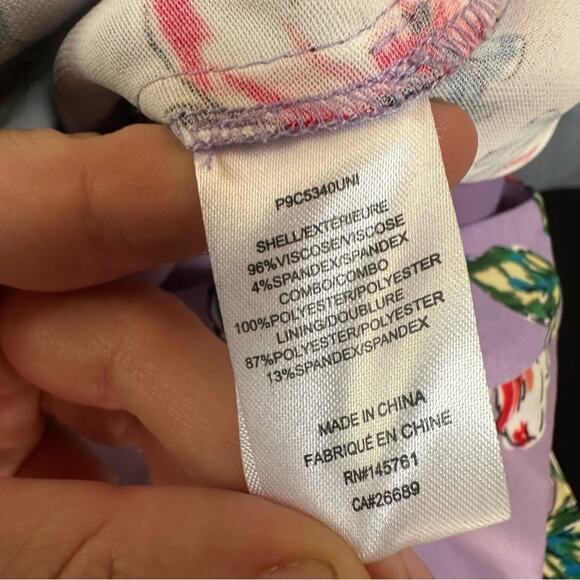 P9C5340UNI
SHELL/EXTÉRIEURE
96%VISCOSE/VISCOSE
4%SPANDEX/SPANDEX
COMBO/COMBO
100%POLYESTER/POLYESTER
LINING/DOUBLURE
87%POLYESTER/POLYESTER
13%SPANDEX/SPANDEX
MADE IN CHINA
FABRIQUÉ EN CHINE
RN#145761
CA#26689